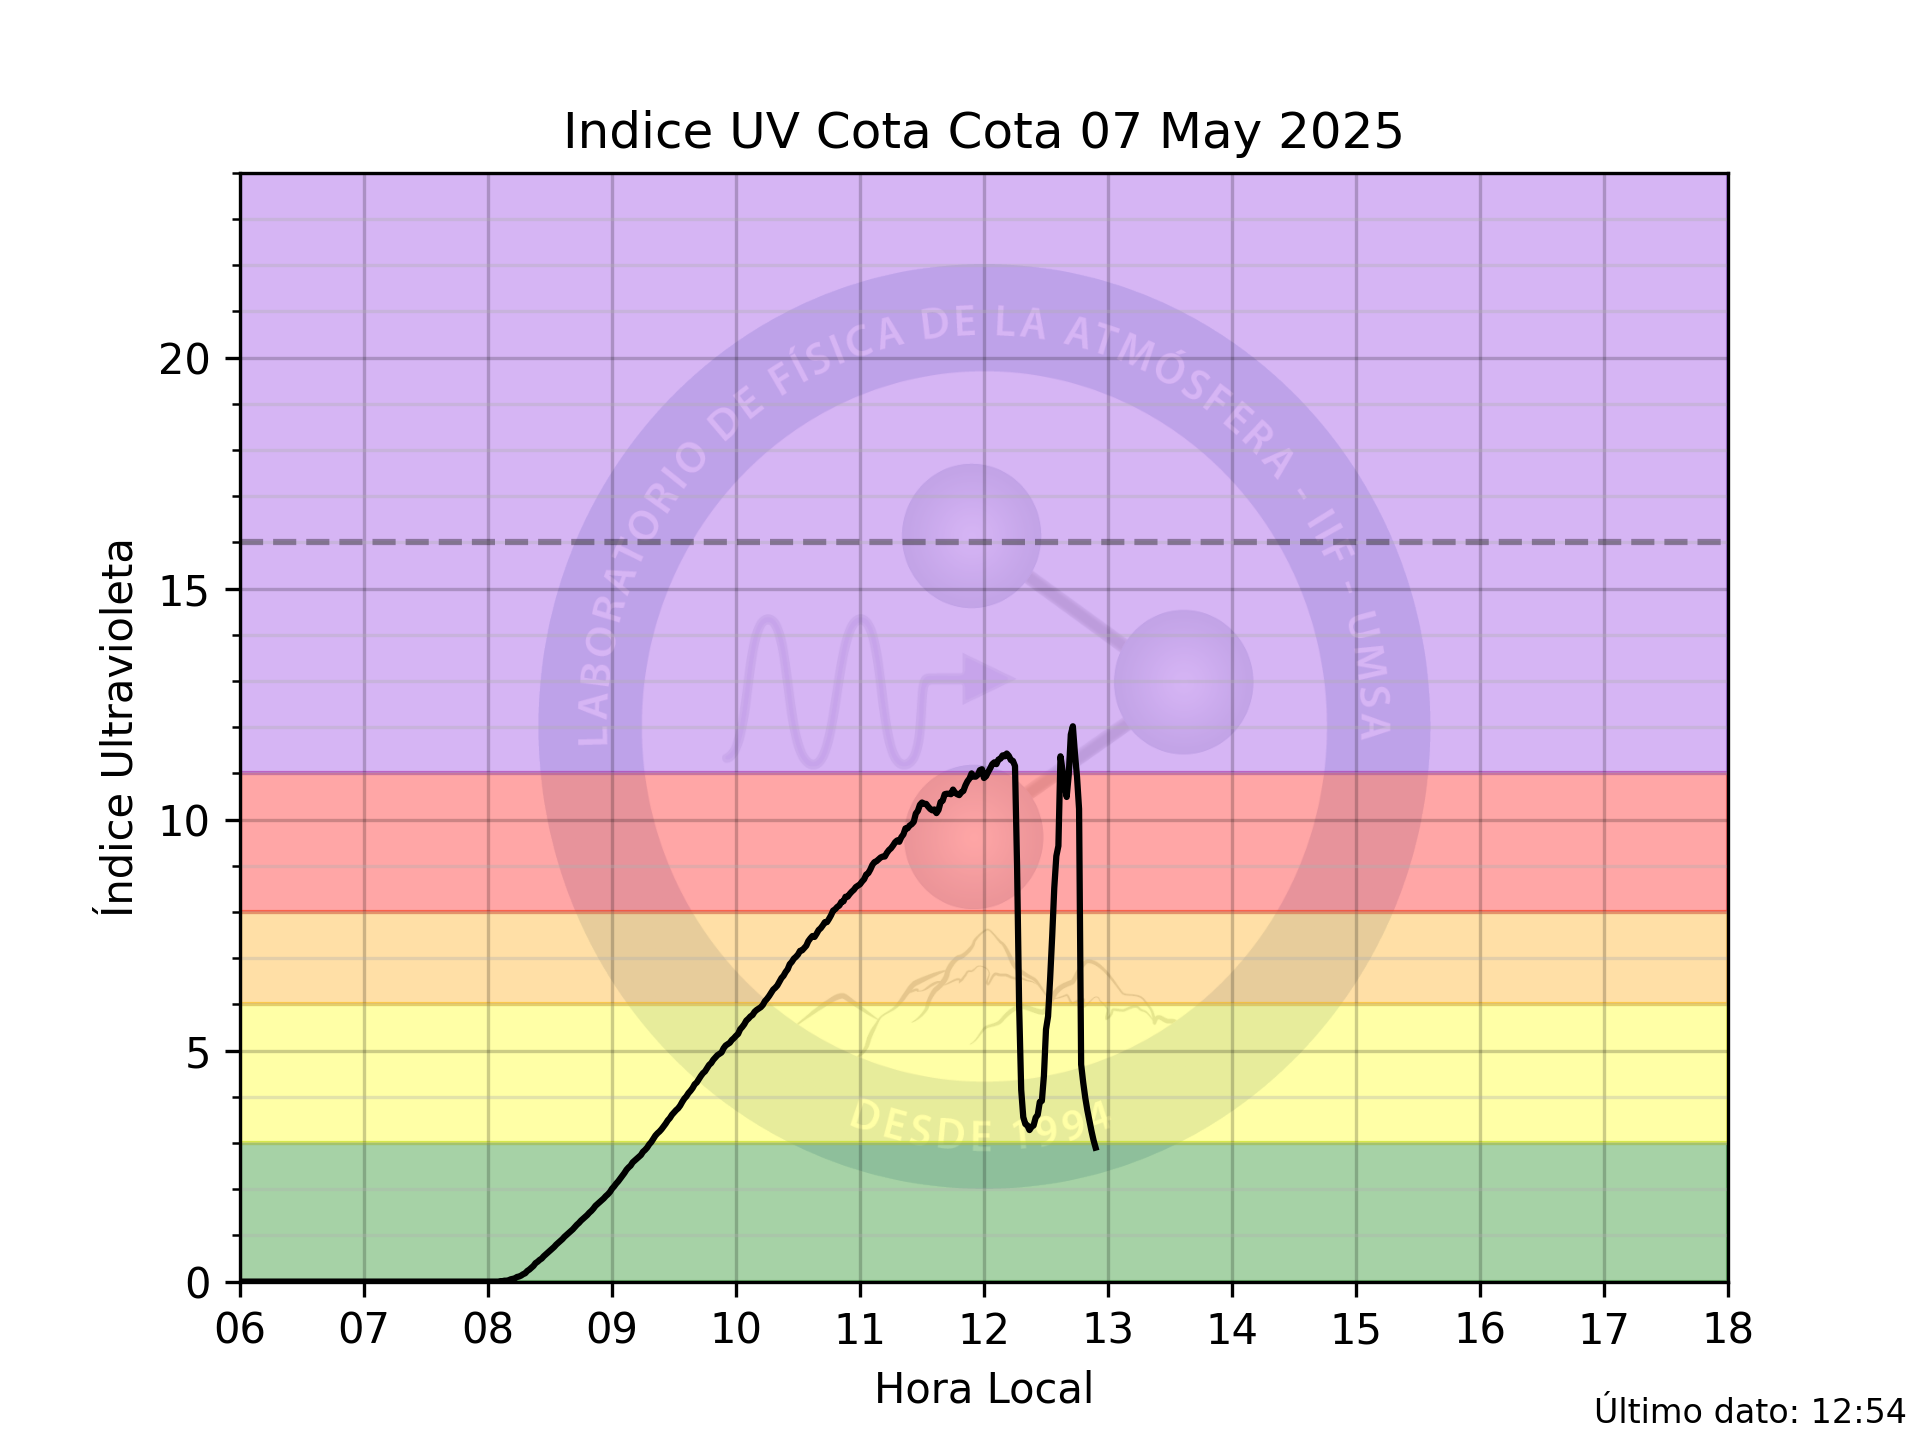 Indice UV Cota Cota 07 May 2025
LABORATORIO DE FÍSICA DE LA ATMÓSFERA - IIF - UMSA
20
15
10
5
0
Índice Ultravioleta
DESDE 1994
06 07 08 09 10 11 12 13 14 15 16 17 18
Hora Local
Último dato: 12:54